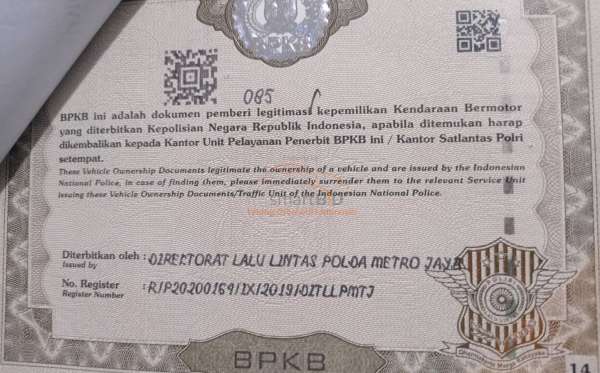 BPKB
085
BPKB ini adalah dokumen pemberi legitimasi kepemilikan Kendaraan Bermotor
yang diterbitkan Kepolisian Negara Republik Indonesia, apabila ditemukan harap
dikembalikan kepada Kantor Unit Pelayanan Penerbit BPKB ini / Kantor Satlantas Polri
setempat.
These Vehicle Ownership Documents legitimate the ownership of a vehicle and are issued by the Indonesian
National Police, in case of finding them, please immediately surrender them to the relevant Service Unit
Issuing these Vehicle Ownership Documents/Traffic Unit of the Indonesian National Police.
smartBID
Diterbitkan oleh : DIREKTORAT LALU LINTAS POLDA METRO JAYA
Issued by
No. Register : R/P20200169/IX/2019/DITLLPMTJ
Register Number
BPKB
14